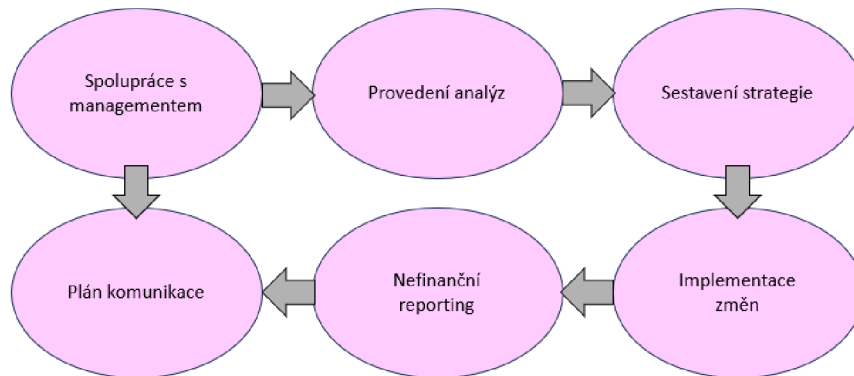 Spolupráce s
managementem
Provedení analýz
Sestavení strategie
Plán komunikace
Nefinanční
reporting
Implementace
změn